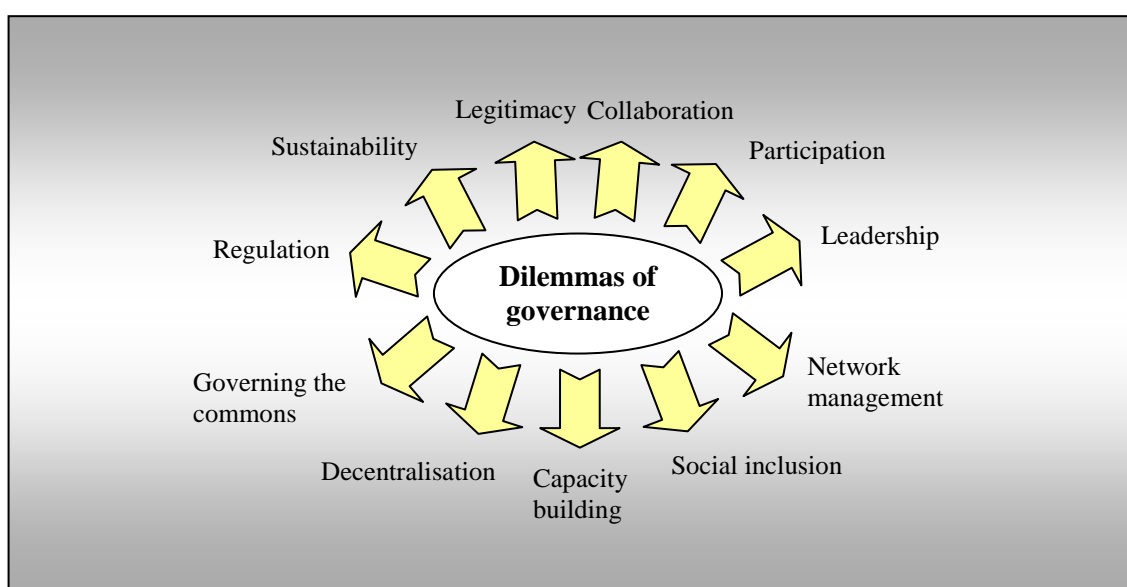 Legitimacy
Collaboration
Sustainability
Participation
Regulation
Leadership
Dilemmas of
governance
Governing the
commons
Network
management
Decentralisation
Capacity
building
Social inclusion